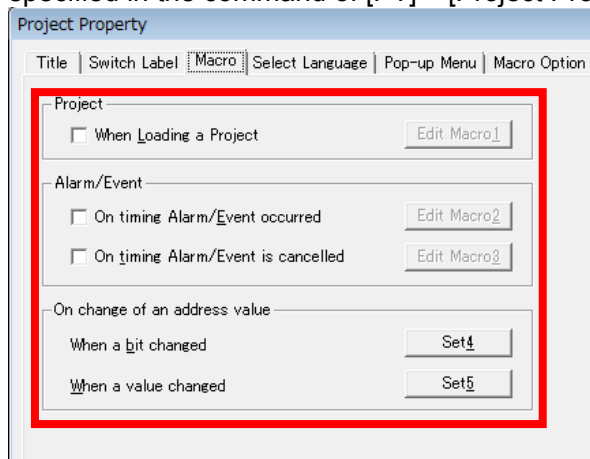 Project Property
Title Switch Label Macro Select Language Pop-up Menu Macro Option
Project
When Loading a Project Edit Macro1
Alarm/Event
On timing Alarm/Event occurred Edit Macro2
On timing Alarm/Event is cancelled Edit Macro3
On change of an address value
When a bit changed Set4
When a value changed Set5